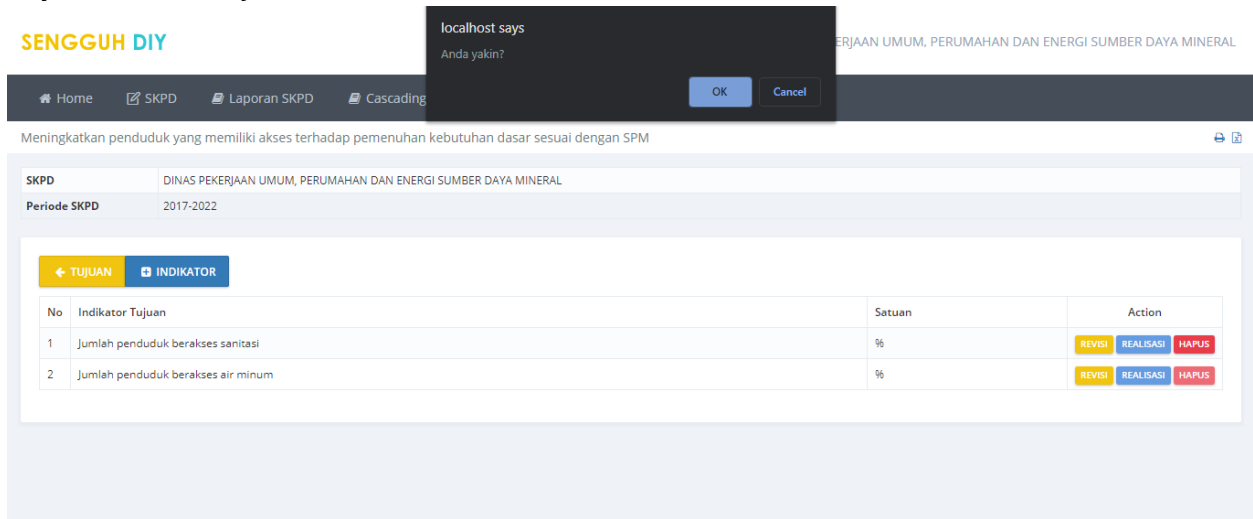 SENGGUH DIY
localhost says
Anda yakin?
OK Cancel
UMUM, PERUMAHAN DAN ENERGI SUMBER DAYA MINERAL
Home SKPD Laporan SKPD Cascading
Meningkatkan penduduk yang memiliki akses terhadap pemenuhan kebutuhan dasar sesuai dengan SPM
SKPD DINAS PEKERJAAN UMUM, PERUMAHAN DAN ENERGI SUMBER DAYA MINERAL
Periode SKPD 2017-2022
TUJUAN INDIKATOR
No Indikator Tujuan Satuan Action
1 Jumlah penduduk berakses sanitasi % REVISI REALISASI HAPUS
2 Jumlah penduduk berakses air minum % REVISI REALISASI HAPUS